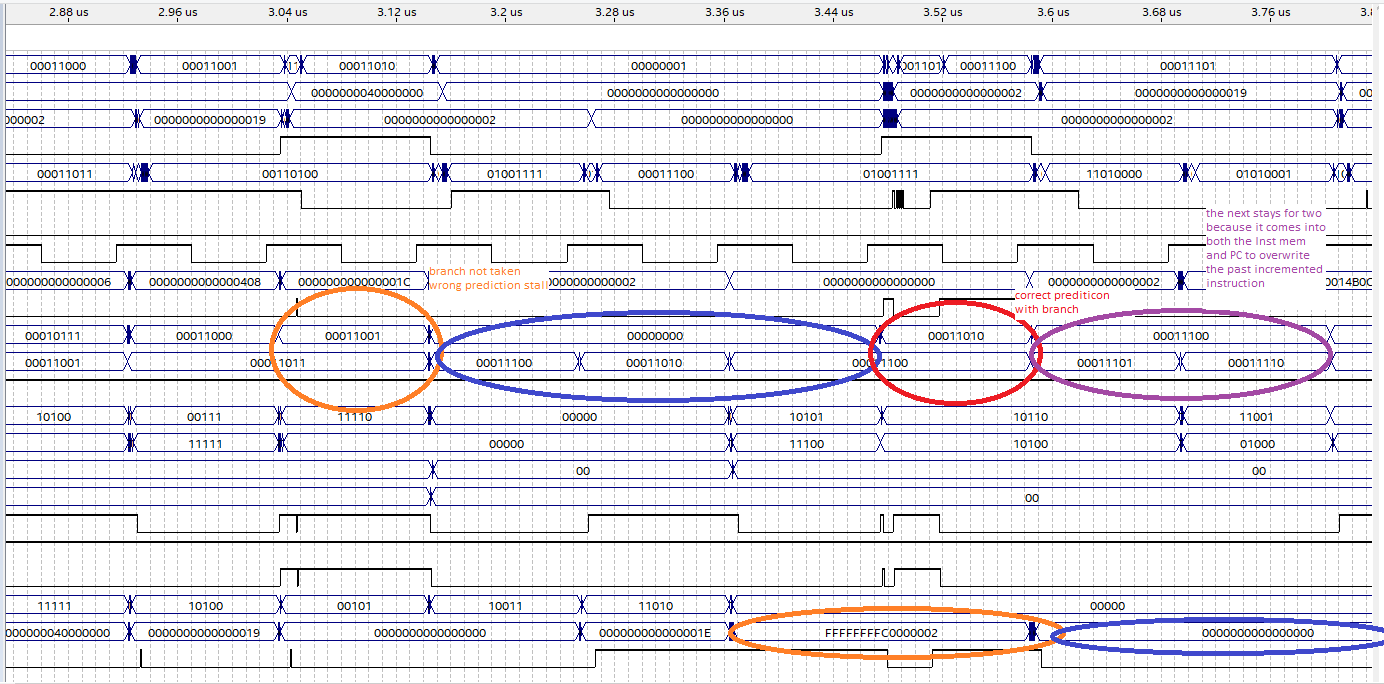 2.88 us 2.96 us 3.04 us 3.12 us 3.2 us 3.28 us 3.36 us 3.44 us 3.52 us 3.6 us 3.68 us 3.76 us
00011000 00011001 00011010 00000001 00011100 00011101
0000000040000000 0000000000000000 0000000000000002 0000000000000019
000002 0000000000000019 0000000000000002 0000000000000000 0000000000000002
00011011 00110100 01001111 00011100 01001111 11010000 01010001
the next stays for two
because it comes into
both the Inst mem
and PC to overwrite
the past incremented
instruction
branch not taken
wrong prediction stall
0000000000000006 0000000000000408 000000000000001C 0000002 0000000000000000 0000000000000002 0014B0C
correct prediticon
with branch
00010111 00011000 00011001 00000000 00011010 00011100
00011001 00011011 00011100 00011010 00011100 00011101 00011110
10100 00111 11110 00000 10101 10110 11001
11111 00000 11100 10100 01000
00 00
00
11111 10100 00101 10011 11010 00000
0000000040000000 0000000000000019 0000000000000000 000000000000001E FFFFFFFFC0000002 0000000000000000